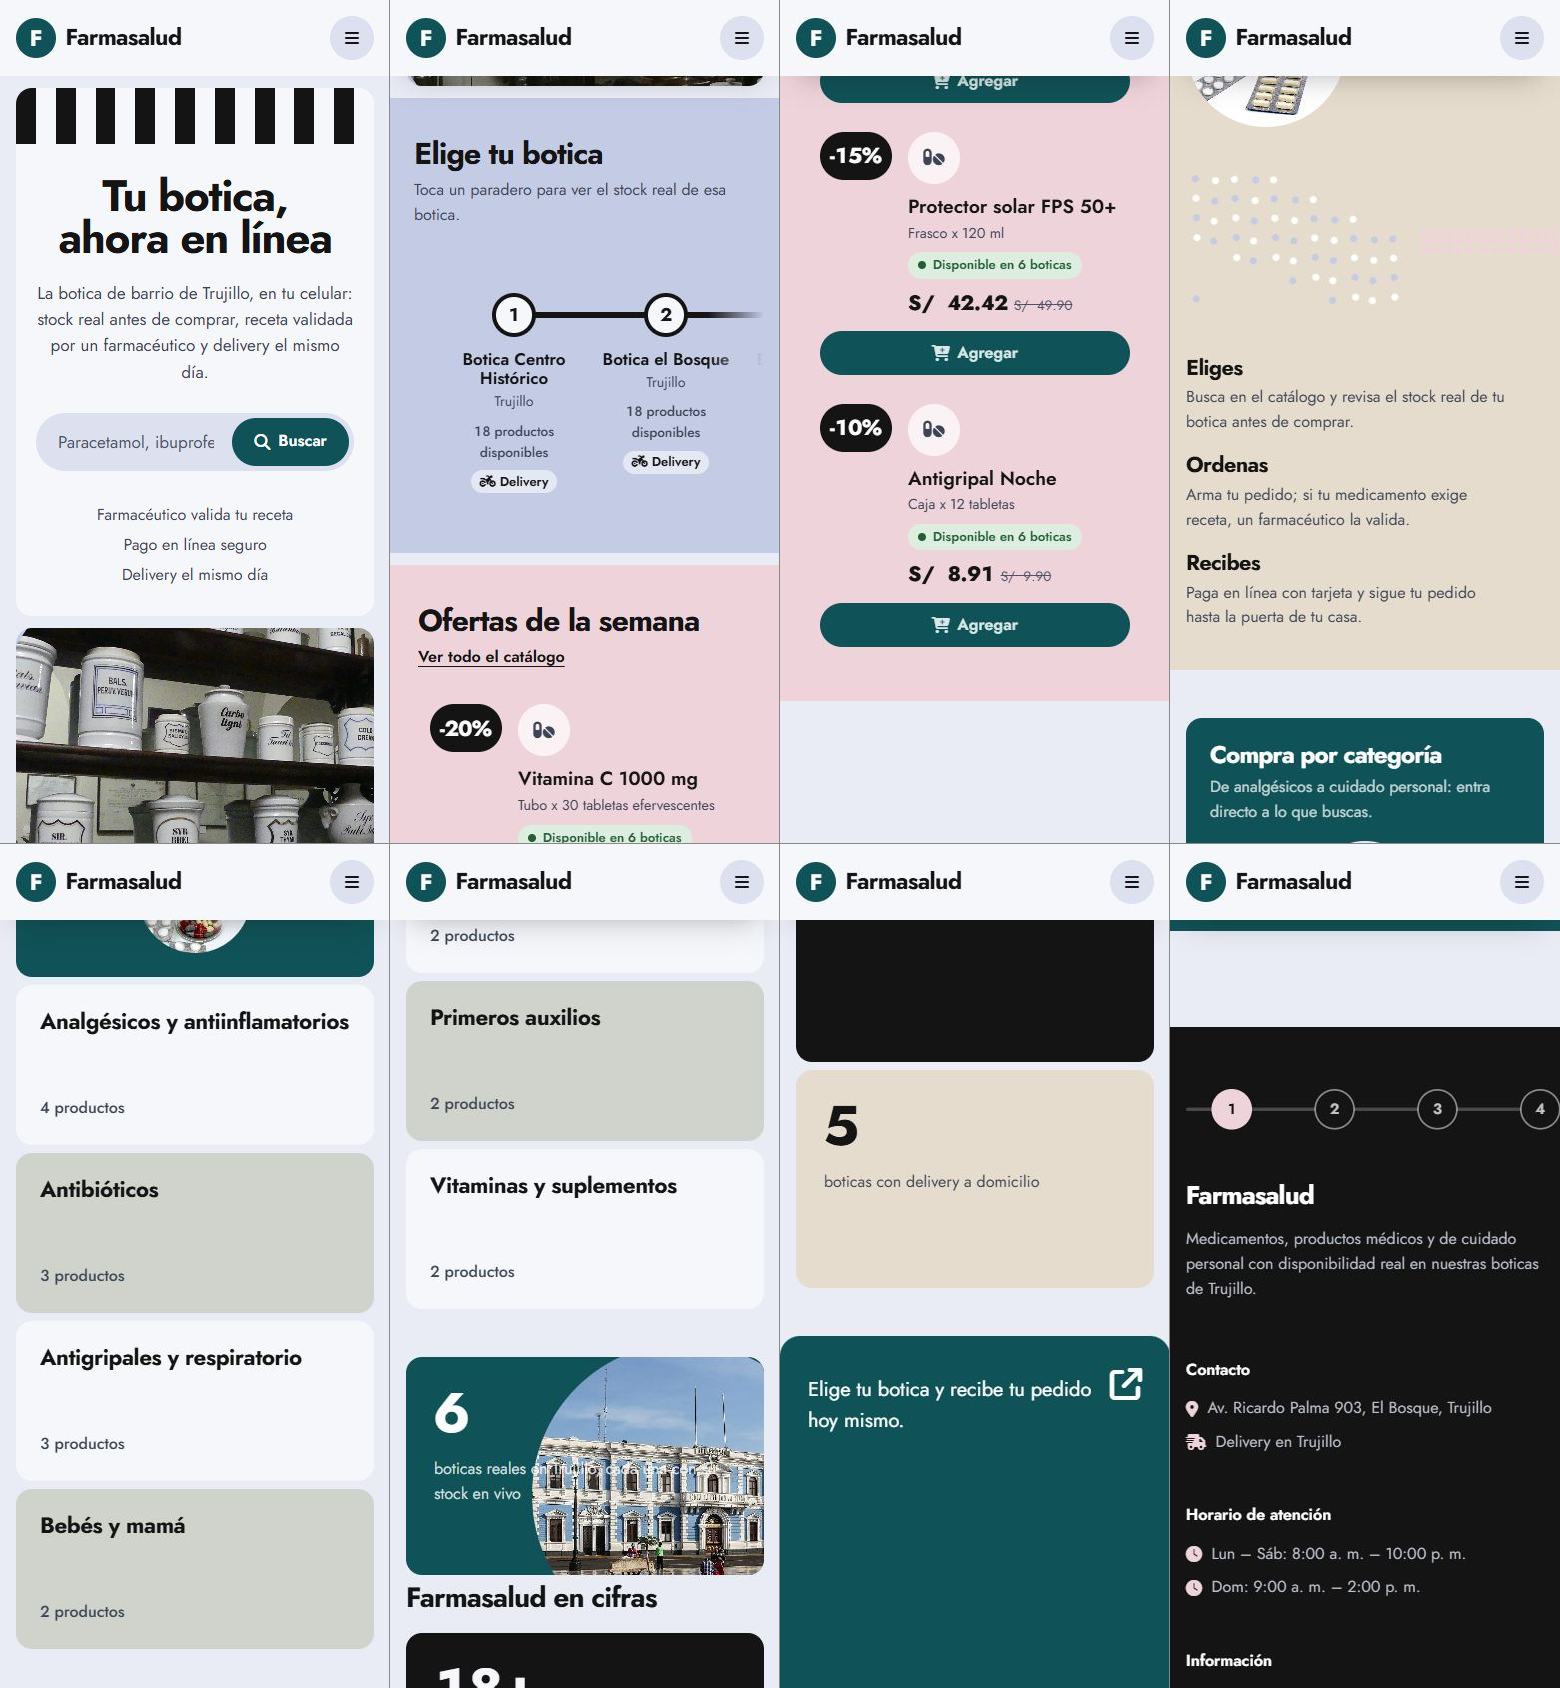 F Farmasalud
Tu botica,
ahora en línea
La botica de barrio de Trujillo, en tu celular:
stock real antes de comprar, receta validada
por un farmacéutico y delivery el mismo
día.
Paracetamol, ibuprofe
Buscar
Farmacéutico valida tu receta
Pago en línea seguro
Delivery el mismo día
BALS.
PERUV. VERUM
Carbo
ligni
SIR.
SYR
F Farmasalud
Elige tu botica
Toca un paradero para ver el stock real de esa
botica.
1
Botica Centro
Histórico
Trujillo
18 productos
disponibles
Delivery
2
Botica el Bosque
Trujillo
18 productos
disponibles
Delivery
Ofertas de la semana
Ver todo el catálogo
-20%
Vitamina C 1000 mg
Tubo x 30 tabletas efervescentes
Disponible en 6 boticas
F Farmasalud
Agregar
-15%
Protector solar FPS 50+
Frasco x 120 ml
Disponible en 6 boticas
S/ 42.42 S/ 49.90
Agregar
-10%
Antigripal Noche
Caja x 12 tabletas
Disponible en 6 boticas
S/ 8.91 S/ 9.90
Agregar
F Farmasalud
Eliges
Busca en el catálogo y revisa el stock real de tu
botica antes de comprar.
Ordenas
Arma tu pedido; si tu medicamento exige
receta, un farmacéutico la valida.
Recibes
Paga en línea con tarjeta y sigue tu pedido
hasta la puerta de tu casa.
Compra por categoría
De analgésicos a cuidado personal: entra
directo a lo que buscas.
F Farmasalud
Analgésicos y antiinflamatorios
4 productos
Antibióticos
3 productos
Antigripales y respiratorio
3 productos
Bebés y mamá
2 productos
F Farmasalud
2 productos
Primeros auxilios
2 productos
Vitaminas y suplementos
2 productos
6
boticas reales en Trujillo, cada una con
stock en vivo
Farmasalud en cifras
18+
F Farmasalud
5
boticas con delivery a domicilio
Elige tu botica y recibe tu pedido
hoy mismo.
F Farmasalud
1 2 3 4
Farmasalud
Medicamentos, productos médicos y de cuidado
personal con disponibilidad real en nuestras boticas
de Trujillo.
Contacto
Av. Ricardo Palma 903, El Bosque, Trujillo
Delivery en Trujillo
Horario de atención
Lun – Sáb: 8:00 a. m. – 10:00 p. m.
Dom: 9:00 a. m. – 2:00 p. m.
Información